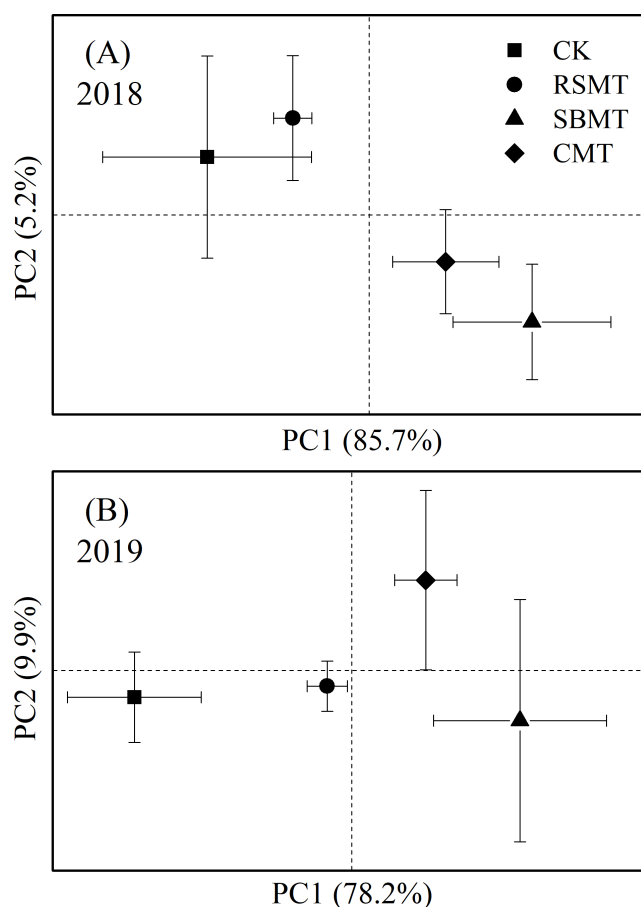 (A)
2018
CK
RSMT
SBMT
CMT
PC2 (5.2%)
PC1 (85.7%)
(B)
2019
PC2 (9.9%)
PC1 (78.2%)